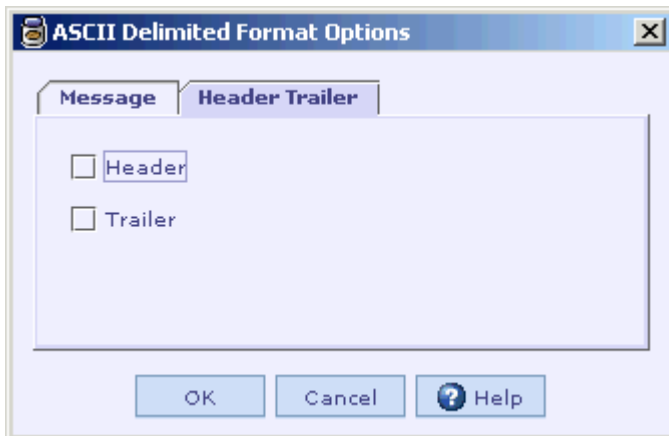 ASCII Delimited Format Options
Message Header Trailer
Header
Trailer
OK Cancel Help